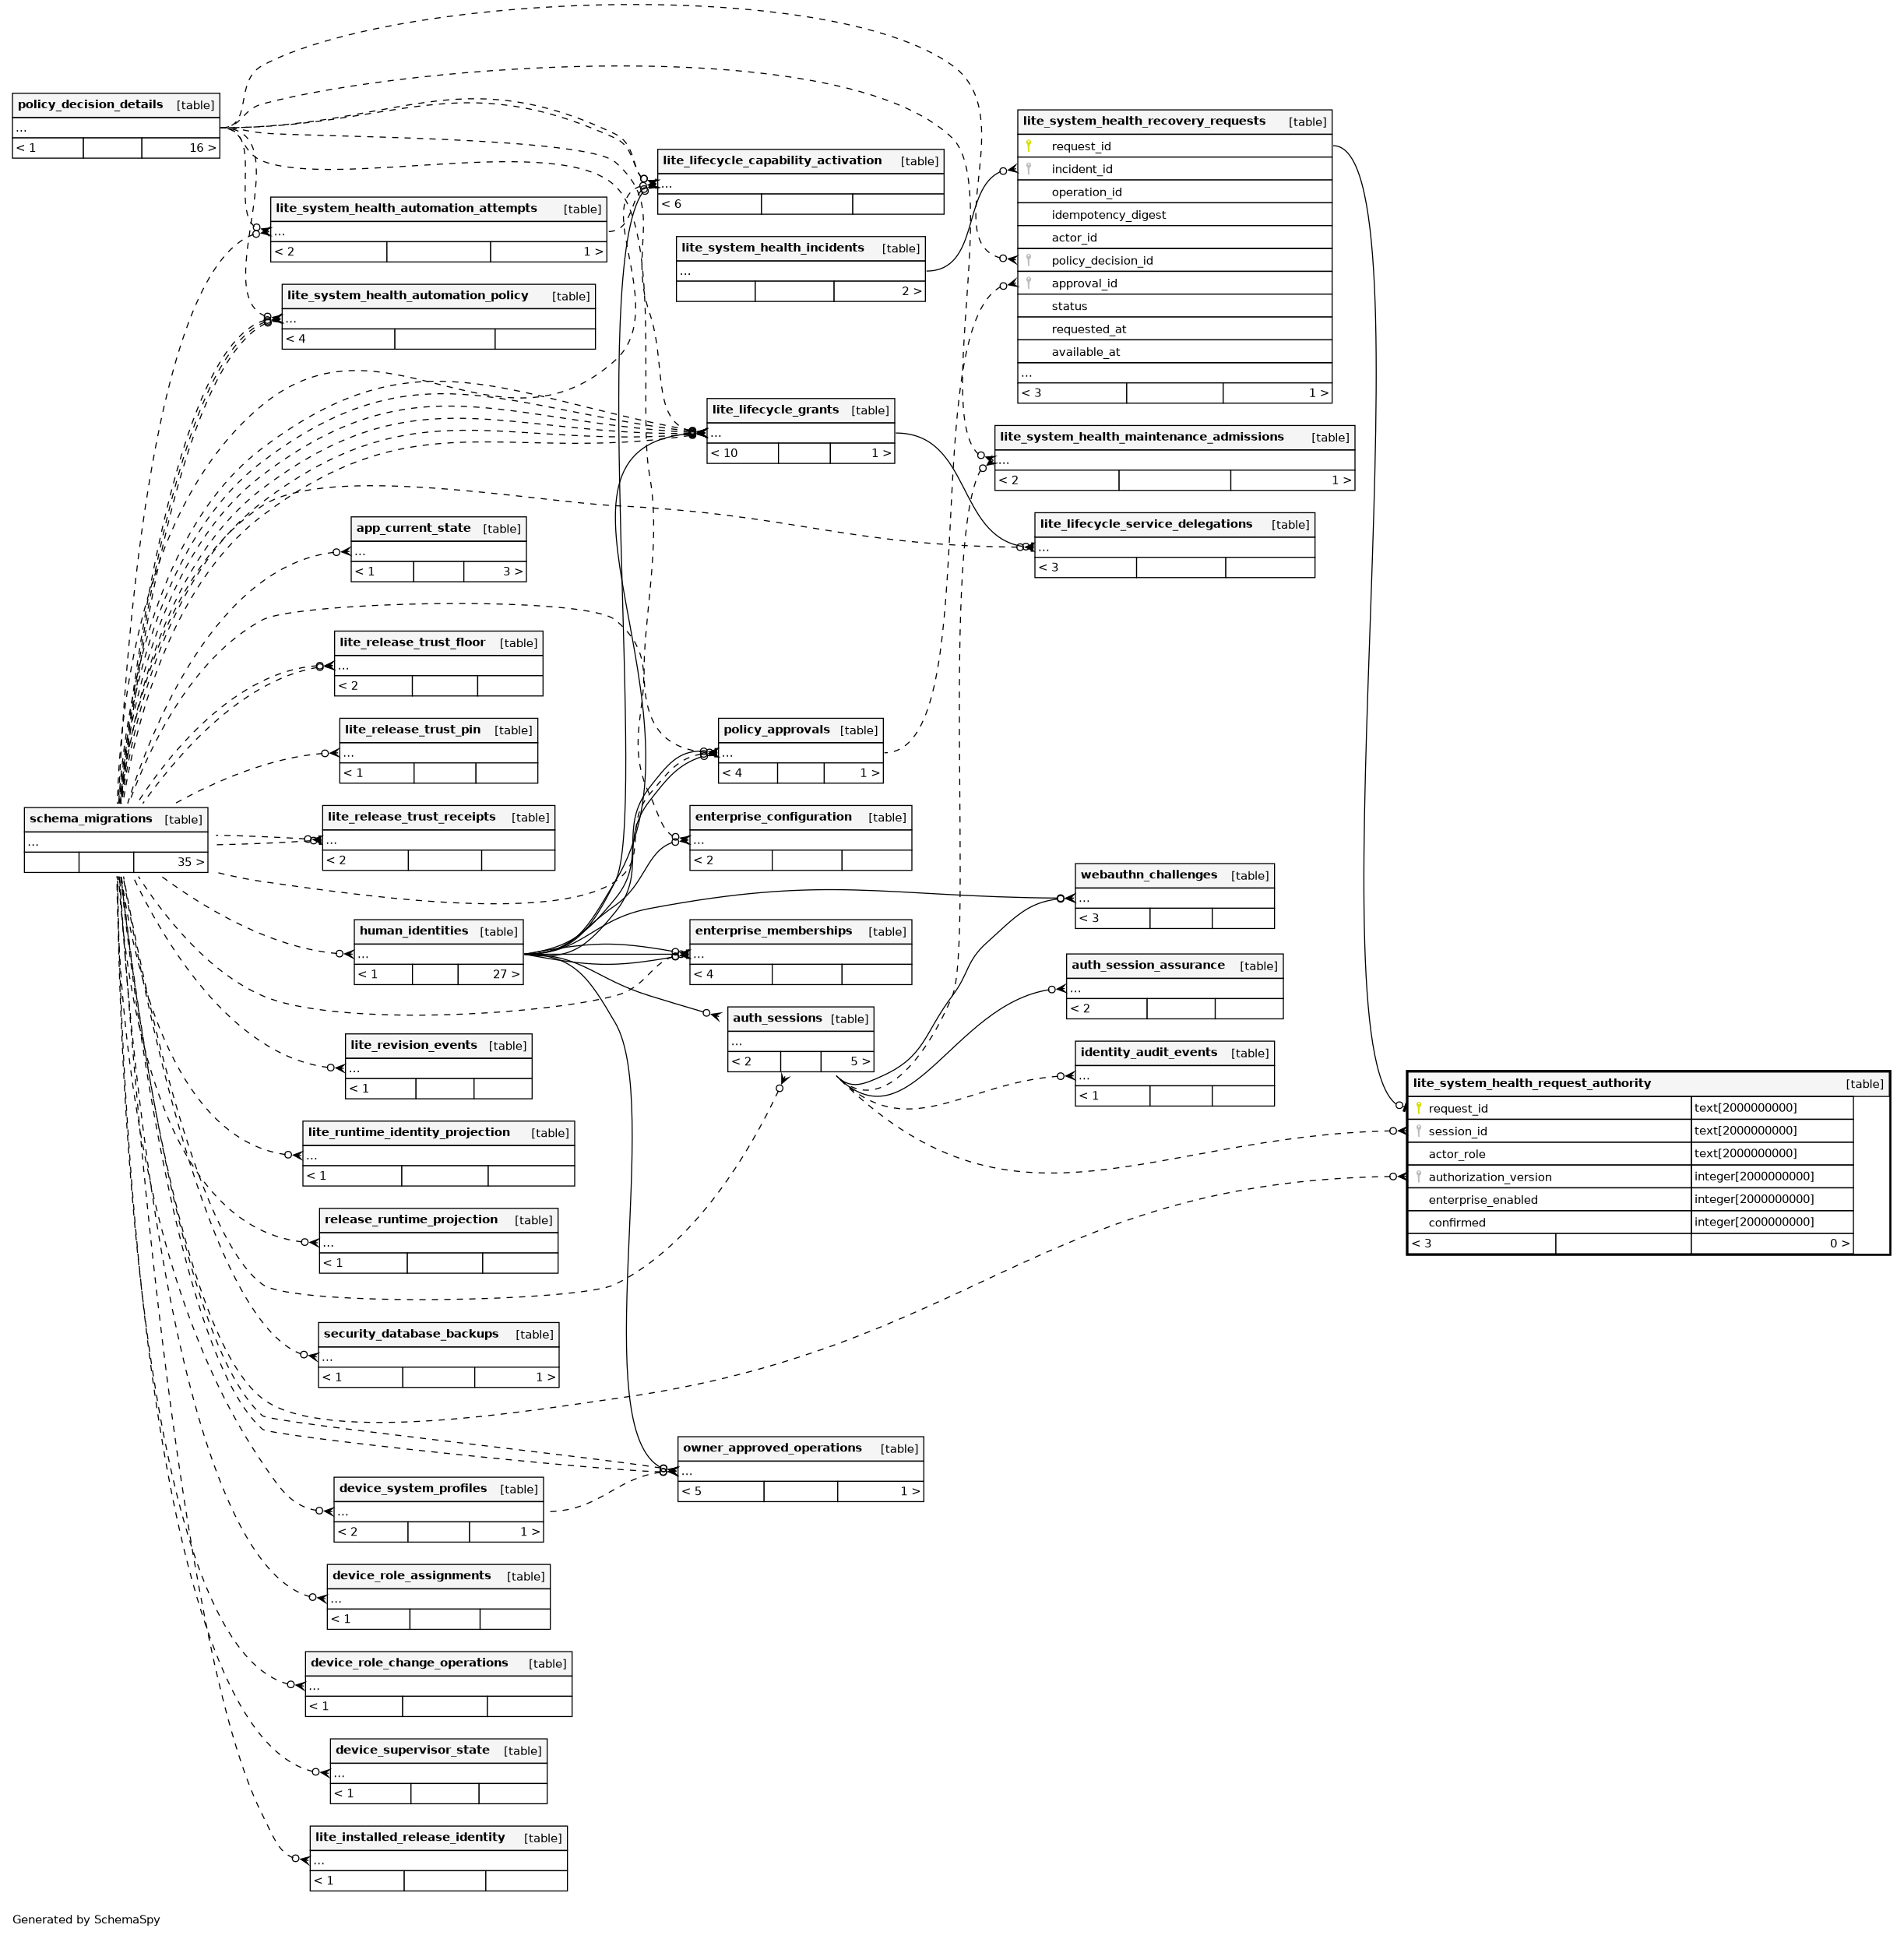 policy_decision_details [table]
...
< 1 16 >
lite_system_health_automation_attempts [table]
...
< 2 1 >
lite_system_health_automation_policy [table]
...
< 4
lite_lifecycle_capability_activation [table]
...
< 6
lite_system_health_incidents [table]
...
2 >
lite_system_health_recovery_requests [table]
request_id
incident_id
operation_id
idempotency_digest
actor_id
policy_decision_id
approval_id
status
requested_at
available_at
...
< 3 1 >
lite_lifecycle_grants [table]
...
< 10 1 >
lite_system_health_maintenance_admissions [table]
...
< 2 1 >
lite_lifecycle_service_delegations [table]
...
< 3
app_current_state [table]
...
< 1 3 >
lite_release_trust_floor [table]
...
< 2
lite_release_trust_pin [table]
...
< 1
policy_approvals [table]
...
< 4 1 >
schema_migrations [table]
...
35 >
lite_release_trust_receipts [table]
...
< 2
enterprise_configuration [table]
...
< 2
webauthn_challenges [table]
...
< 3
human_identities [table]
...
< 1 27 >
enterprise_memberships [table]
...
< 4
auth_session_assurance [table]
...
< 2
auth_sessions [table]
...
< 2 5 >
identity_audit_events [table]
...
< 1
lite_revision_events [table]
...
< 1
lite_system_health_request_authority [table]
request_id text[2000000000]
session_id text[2000000000]
actor_role text[2000000000]
authorization_version integer[2000000000]
enterprise_enabled integer[2000000000]
confirmed integer[2000000000]
< 3 0 >
lite_runtime_identity_projection [table]
...
< 1
release_runtime_projection [table]
...
< 1
security_database_backups [table]
...
< 1 1 >
owner_approved_operations [table]
...
< 5 1 >
device_system_profiles [table]
...
< 2 1 >
device_role_assignments [table]
...
< 1
device_role_change_operations [table]
...
< 1
device_supervisor_state [table]
...
< 1
lite_installed_release_identity [table]
...
< 1
Generated by SchemaSpy